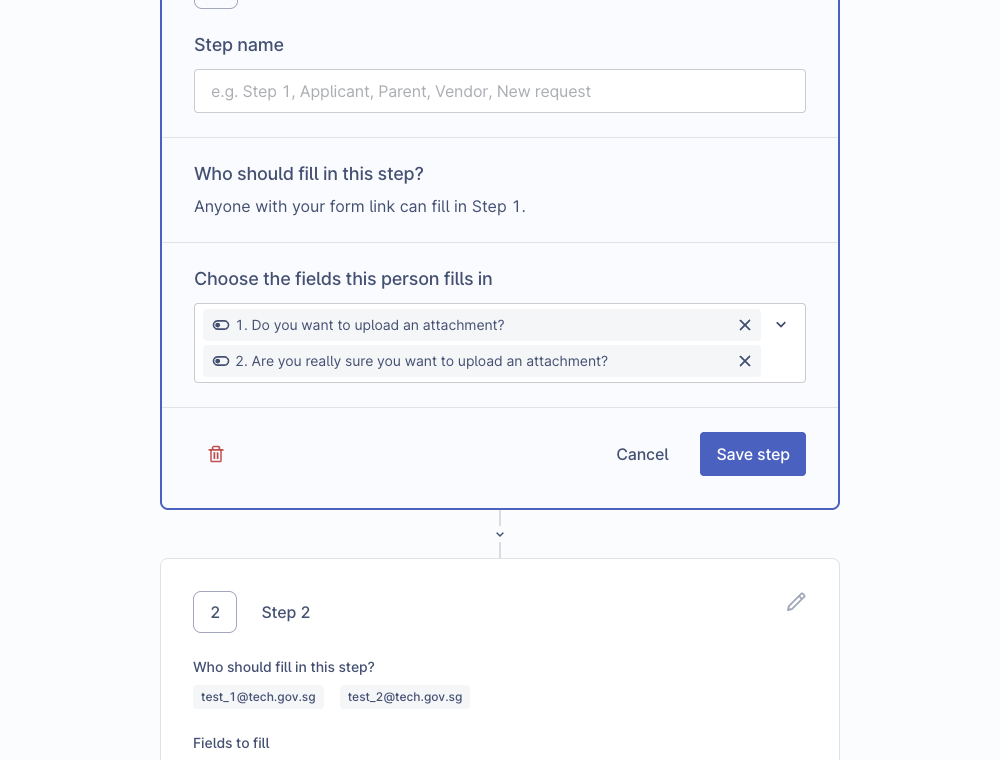 Step name
e.g. Step 1, Applicant, Parent, Vendor, New request
Who should fill in this step?
Anyone with your form link can fill in Step 1.
Choose the fields this person fills in
1. Do you want to upload an attachment?
2. Are you really sure you want to upload an attachment?
Cancel
Save step
2
Step 2
Who should fill in this step?
test_1@tech.gov.sg
test_2@tech.gov.sg
Fields to fill